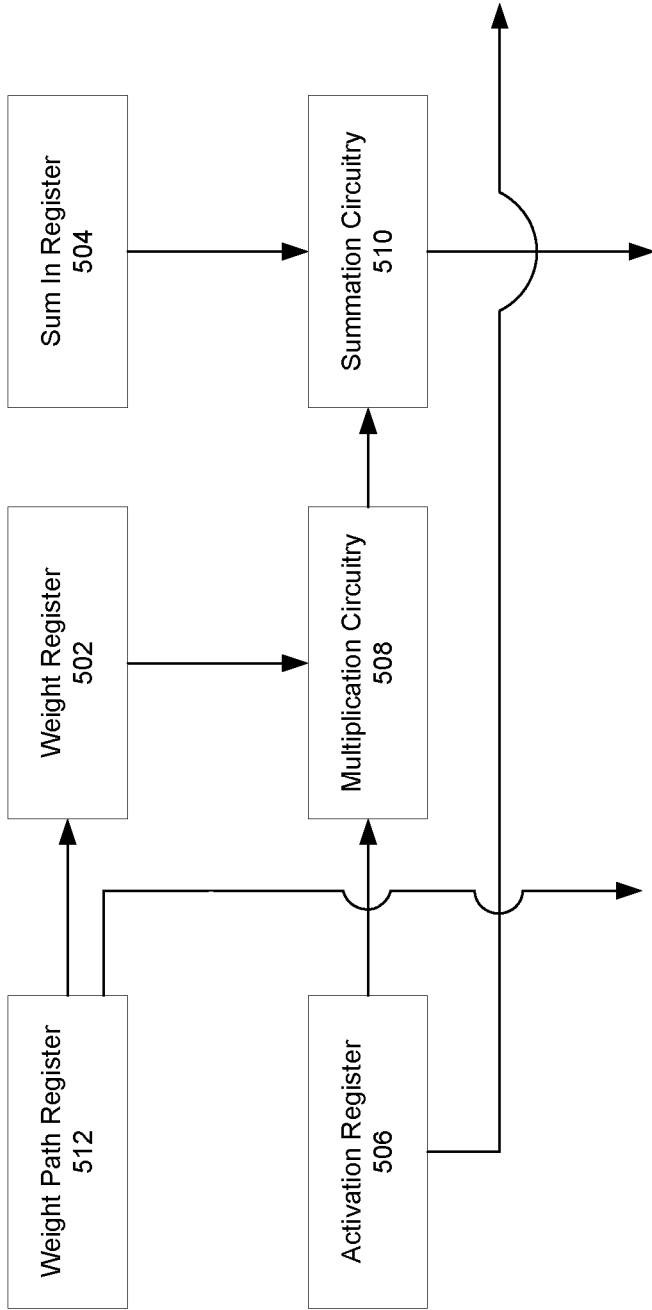 Weight Path Register
512
Weight Register
502
Sum In Register
504
Activation Register
506
Multiplication Circuitry
508
Summation Circuitry
510